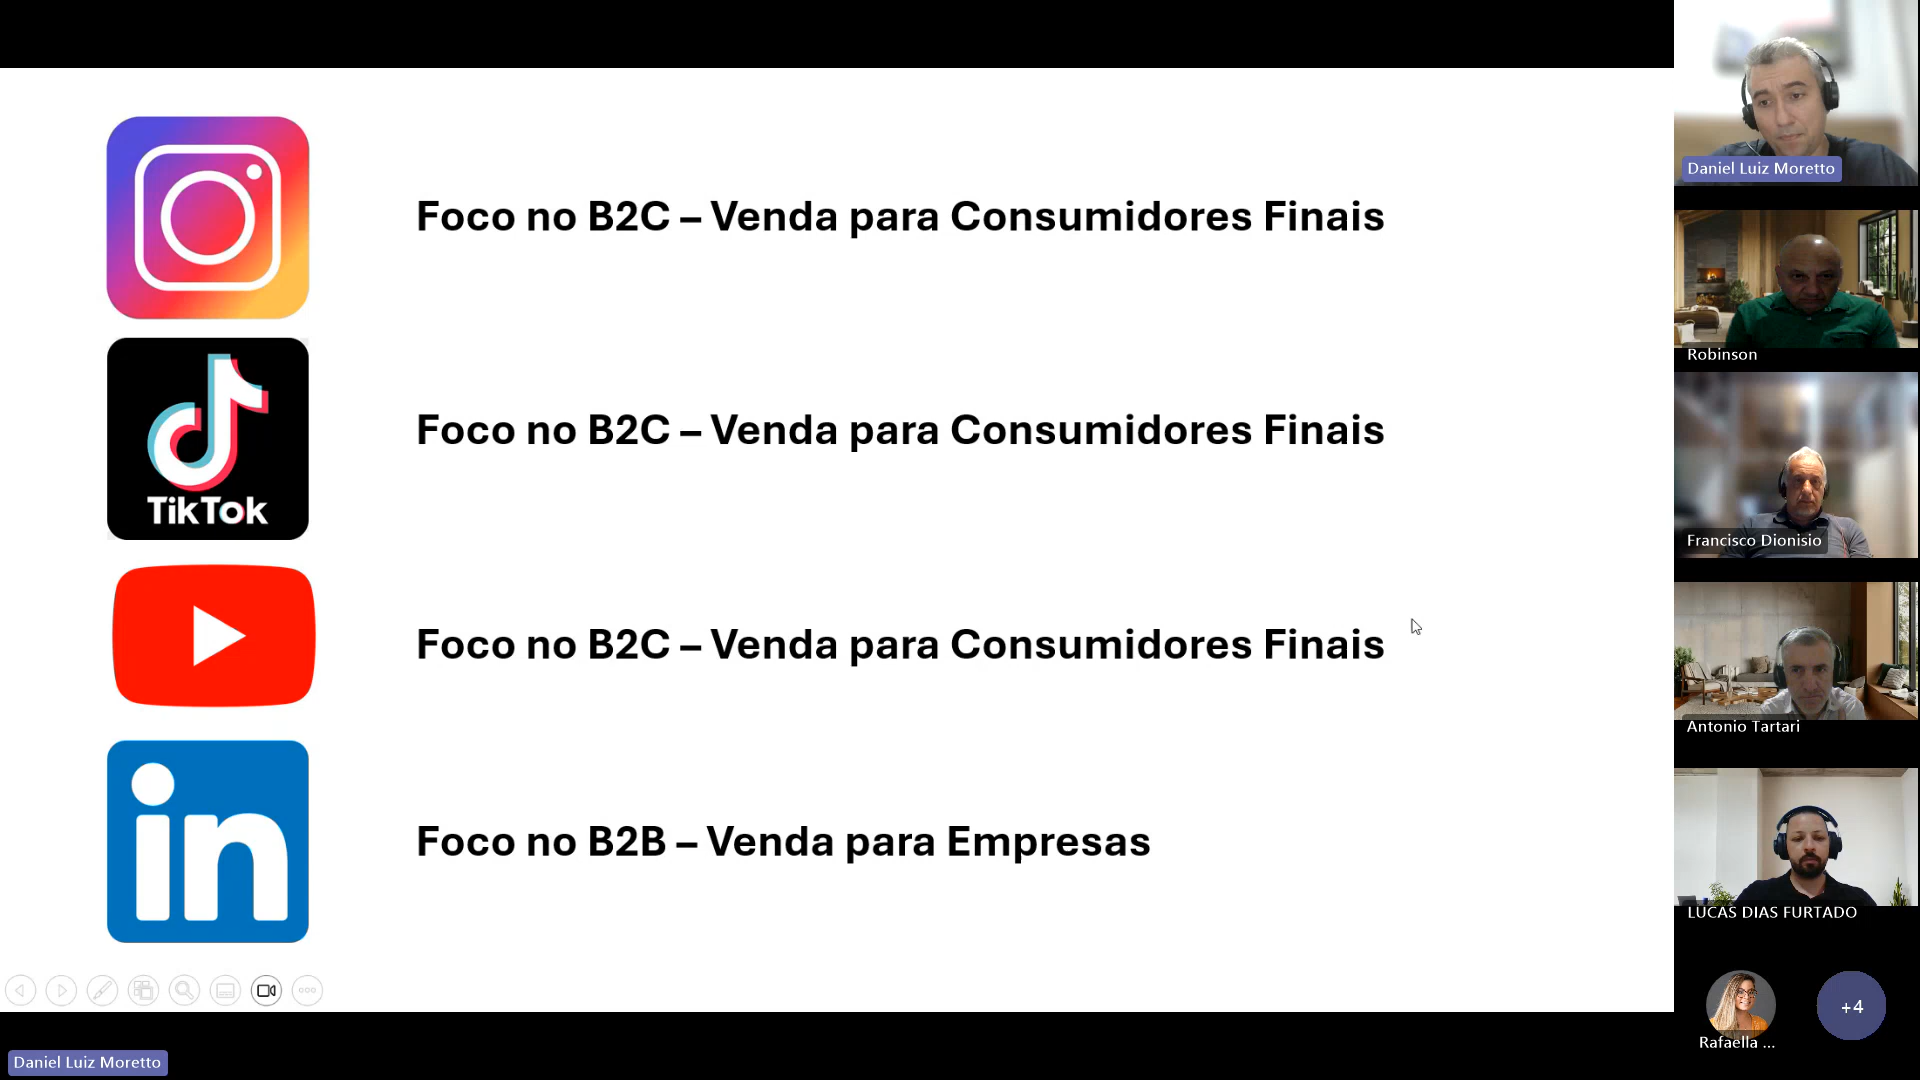 Foco no B2C – Venda para Consumidores Finais
TikTok
Foco no B2C – Venda para Consumidores Finais
Foco no B2C – Venda para Consumidores Finais
in
Foco no B2B – Venda para Empresas
Daniel Luiz Moretto
Daniel Luiz Moretto
Robinson
Francisco Dionisio
Antonio Tartari
LUCAS DIAS FURTADO
Rafaella ...
+4